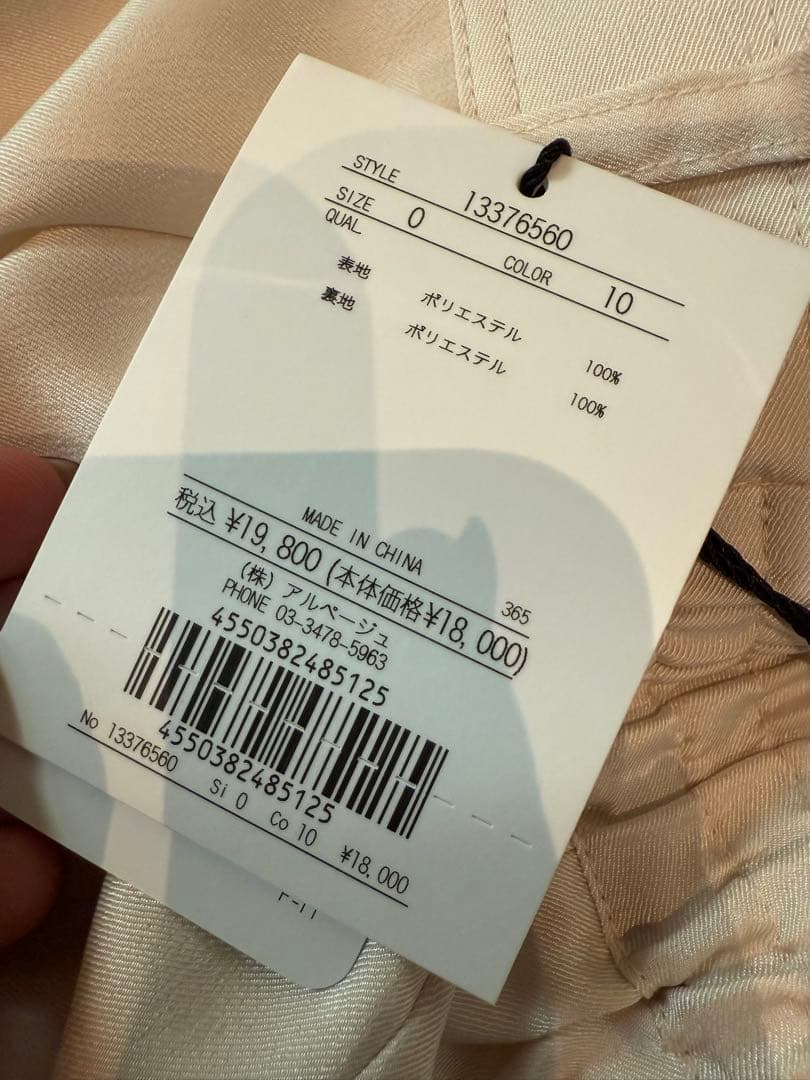 STYLE 13376560
SIZE 0 COLOR 10
QUAL
表地 ポリエステル 100%
裏地 ポリエステル 100%
MADE IN CHINA 365
税込 ¥19,800 (本体価格¥18,000)
(株) アルページュ
PHONE 03-3478-5963
4550382485125
4550382485125
No 13376560 Si 0 Co 10 ¥18,000